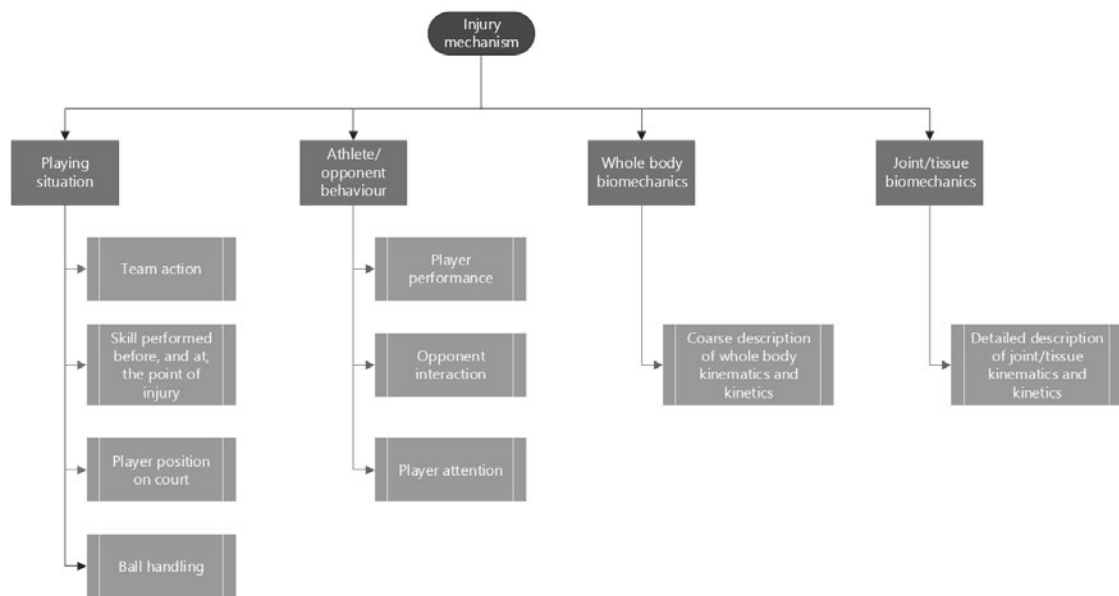 Injury
mechanism
Playing
situation
Athlete/
opponent
behaviour
Whole body
biomechanics
Joint/tissue
biomechanics
Team action
Player
performance
Skill performed
before, and at,
the point of
injury
Opponent
interaction
Coarse description
of whole body
kinematics and
kinetics
Detailed description
of joint/tissue
kinematics and
kinetics
Player position
on court
Player attention
Ball handling